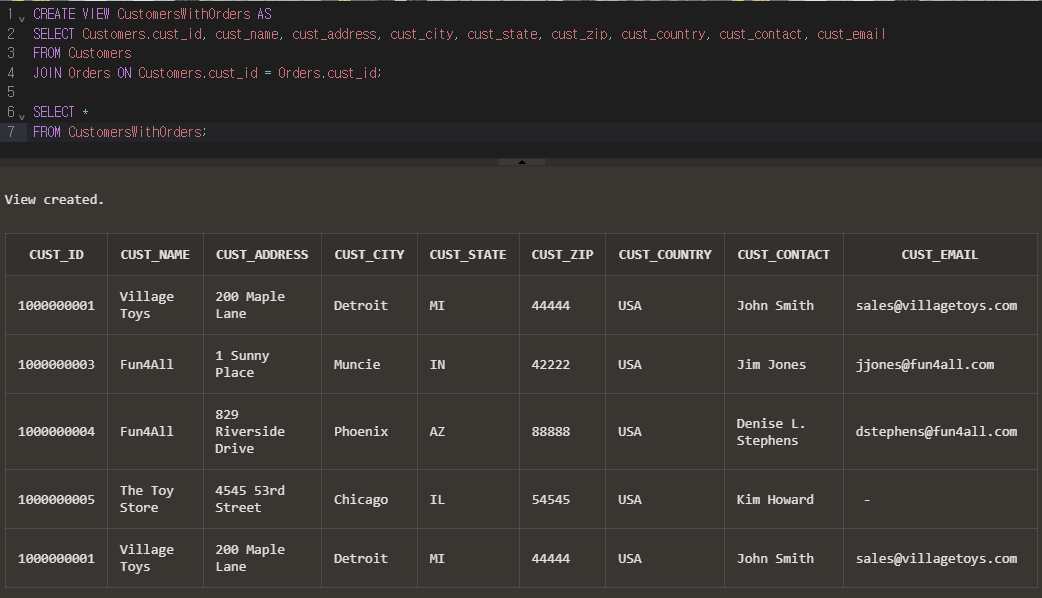 1 CREATE VIEW CustomersWithOrders AS
2 SELECT Customers.cust_id, cust_name, cust_address, cust_city, cust_state, cust_zip, cust_country, cust_contact, cust_email
3 FROM Customers
4 JOIN Orders ON Customers.cust_id = Orders.cust_id;
5
6 SELECT *
7 FROM CustomersWithOrders;
View created.
CUST_ID CUST_NAME CUST_ADDRESS CUST_CITY CUST_STATE CUST_ZIP CUST_COUNTRY CUST_CONTACT CUST_EMAIL
1000000001 Village Toys 200 Maple Lane Detroit MI 44444 USA John Smith sales@villagetoys.com
1000000003 Fun4All 1 Sunny Place Muncie IN 42222 USA Jim Jones jjones@fun4all.com
1000000004 Fun4All 829 Riverside Drive Phoenix AZ 88888 USA Denise L. Stephens dstephens@fun4all.com
1000000005 The Toy Store 4545 53rd Street Chicago IL 54545 USA Kim Howard -
1000000001 Village Toys 200 Maple Lane Detroit MI 44444 USA John Smith sales@villagetoys.com